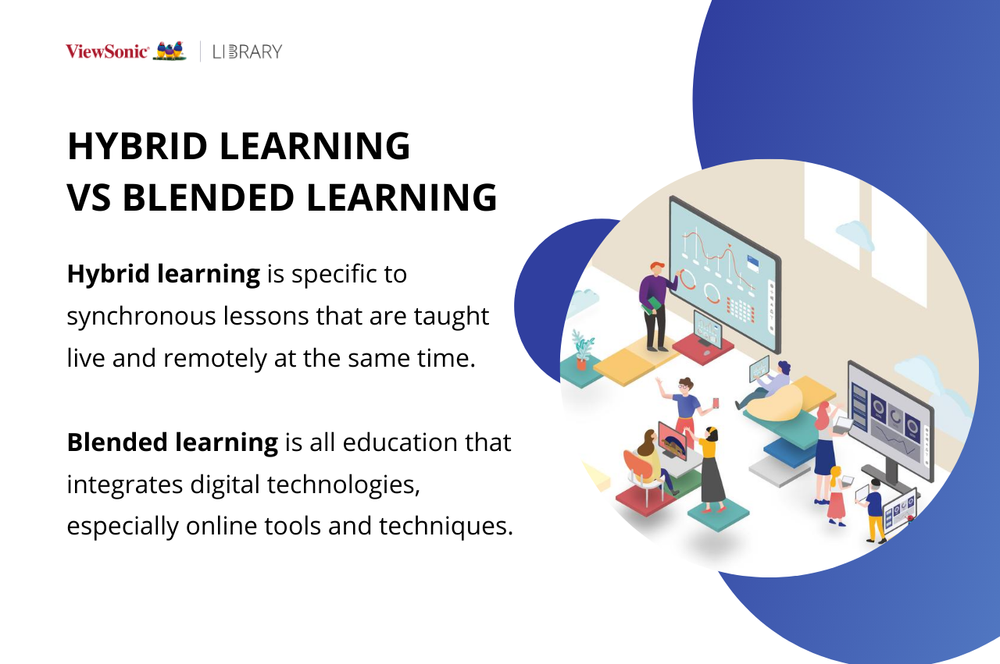 ViewSonic LIBRARY
HYBRID LEARNING
VS BLENDED LEARNING
Hybrid learning is specific to
synchronous lessons that are taught
live and remotely at the same time.
Blended learning is all education that
integrates digital technologies,
especially online tools and techniques.